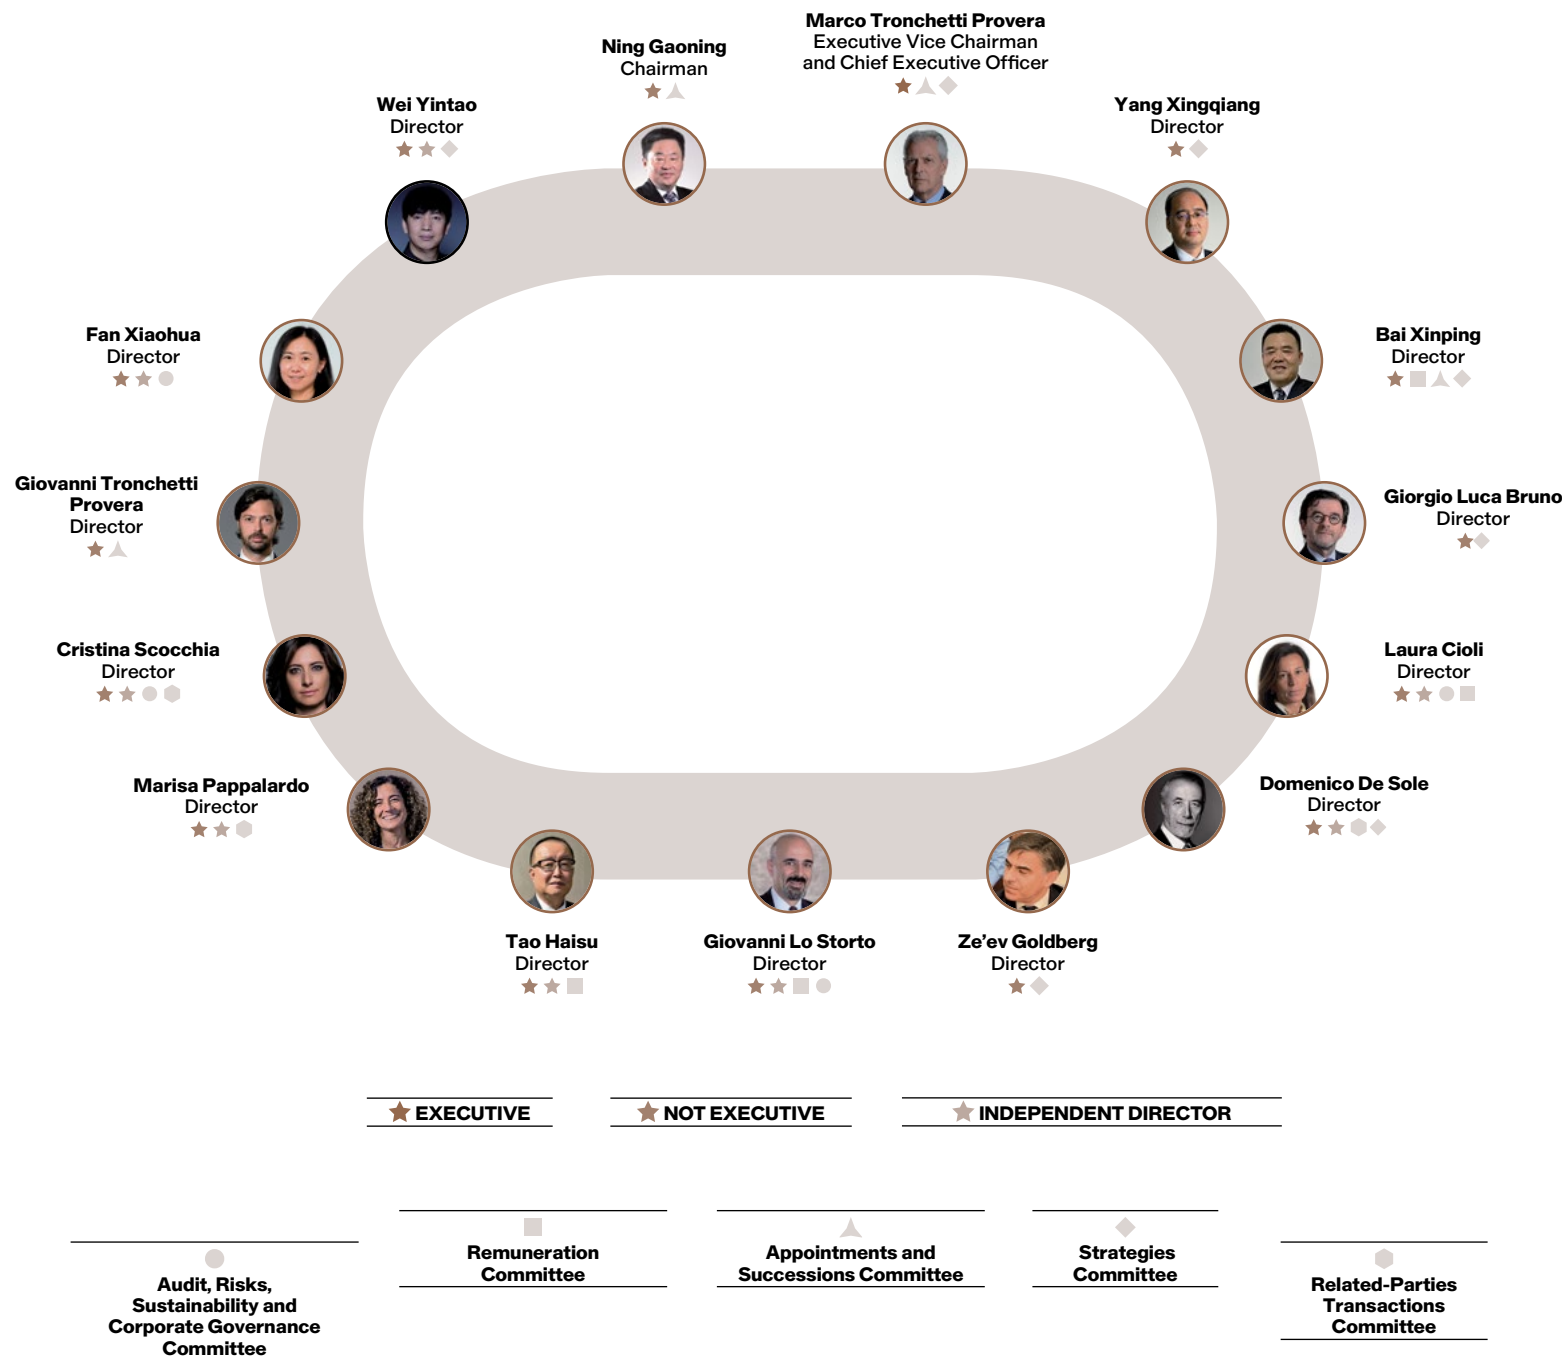 Marco Tronchetti Provera
Executive Vice Chairman
and Chief Executive Officer
Ning Gaoning
Chairman
Wei Yintao
Director
Yang Xingqiang
Director
Fan Xiaohua
Director
Bai Xinping
Director
Giovanni Tronchetti
Provera
Director
Giorgio Luca Bruno
Director
Cristina Scocchia
Director
Laura Cioli
Director
Marisa Pappalardo
Director
Domenico De Sole
Director
Tao Haisu
Director
Giovanni Lo Storto
Director
Ze’ev Goldberg
Director
EXECUTIVE
NOT EXECUTIVE
INDEPENDENT DIRECTOR
Audit, Risks,
Sustainability and
Corporate Governance
Committee
Remuneration
Committee
Appointments and
Successions Committee
Strategies
Committee
Related-Parties
Transactions
Committee